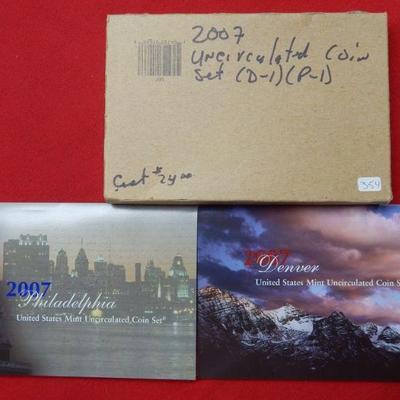 2007
Uncirculated Coin
Set (D-1)(P-1)
Cost $24.00
354
2007
Philadelphia
United States Mint Uncirculated Coin Set®
2007
Denver
United States Mint Uncirculated Coin S